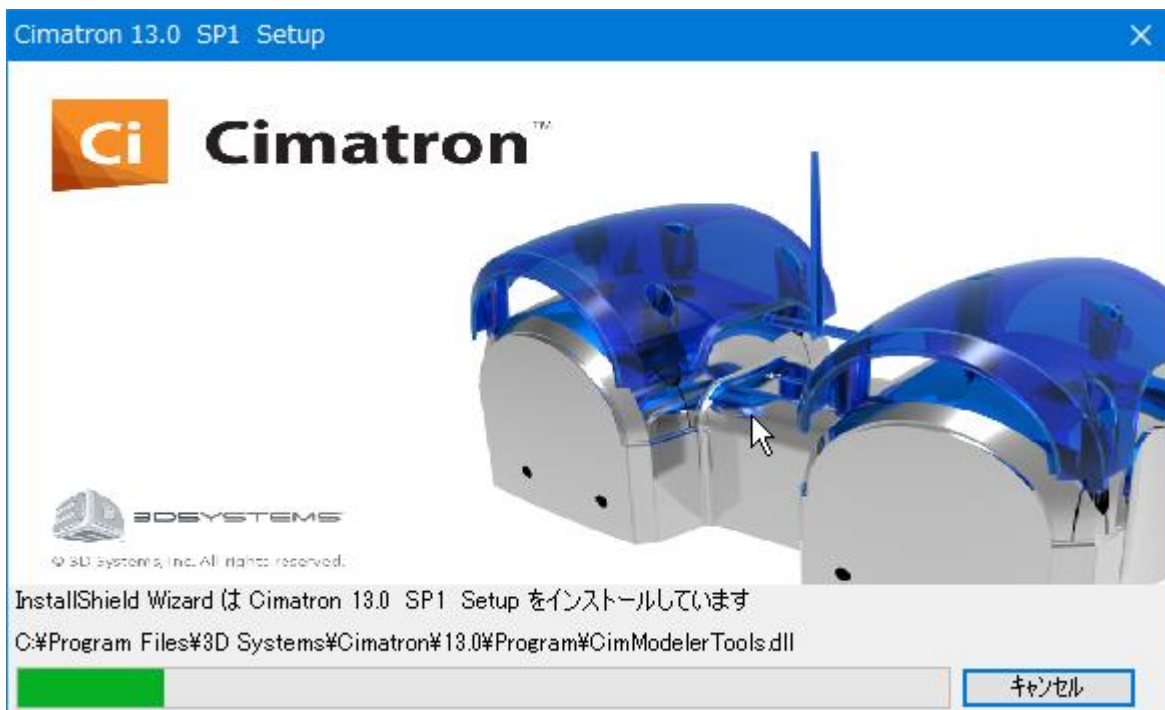 Cimatron 13.0 SP1 Setup
Ci Cimatron™
3DSYSTEMS
© 3D Systems, Inc. All rights reserved.
InstallShield Wizard は Cimatron 13.0 SP1 Setup をインストールしています
C:¥Program Files¥3D Systems¥Cimatron¥13.0¥Program¥CimModelerTools.dll
キャンセル